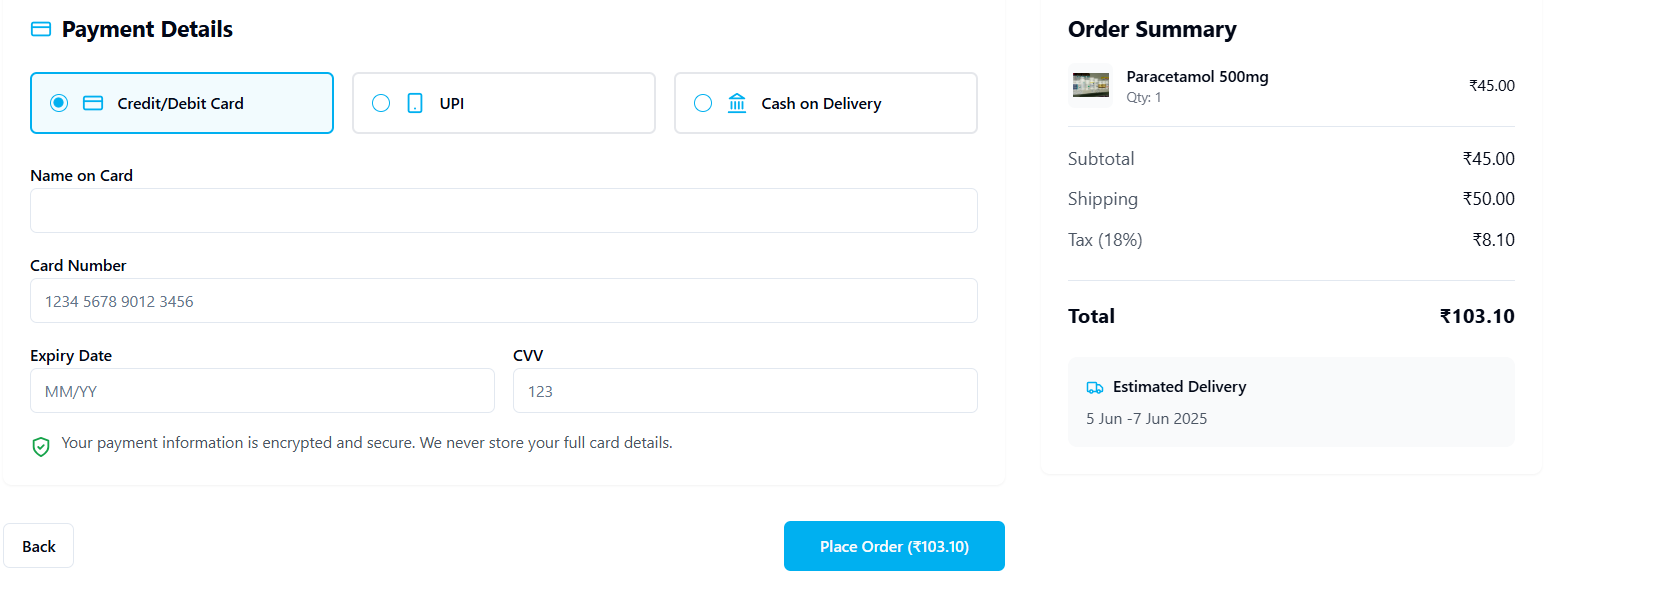 Payment Details
Credit/Debit Card
UPI
Cash on Delivery
Name on Card
Card Number
1234 5678 9012 3456
Expiry Date
CVV
MM/YY
123
Your payment information is encrypted and secure. We never store your full card details.
Back
Place Order (₹103.10)
Order Summary
Paracetamol 500mg
Qty: 1
₹45.00
Subtotal ₹45.00
Shipping ₹50.00
Tax (18%) ₹8.10
Total ₹103.10
Estimated Delivery
5 Jun -7 Jun 2025